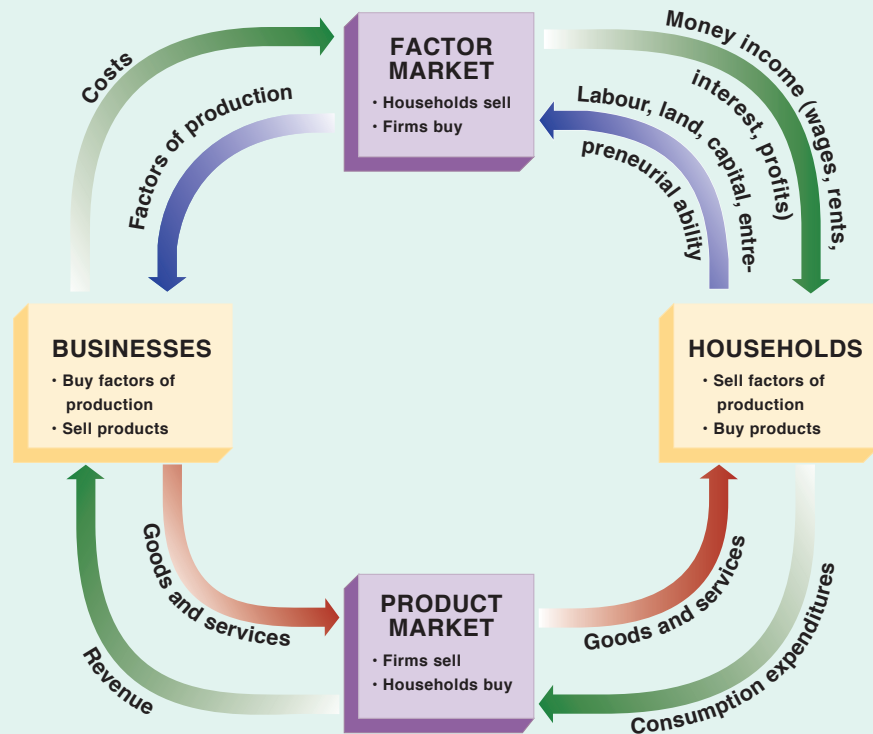 Costs
FACTOR
MARKET
• Households sell
• Firms buy
Money income (wages, rents,
interest, profits)
Factors of production
Labour, land, capital, entre-
preneurial ability
BUSINESSES
• Buy factors of
production
• Sell products
HOUSEHOLDS
• Sell factors of
production
• Buy products
Goods and services
Revenue
PRODUCT
MARKET
• Firms sell
• Households buy
Goods and services
Consumption expenditures